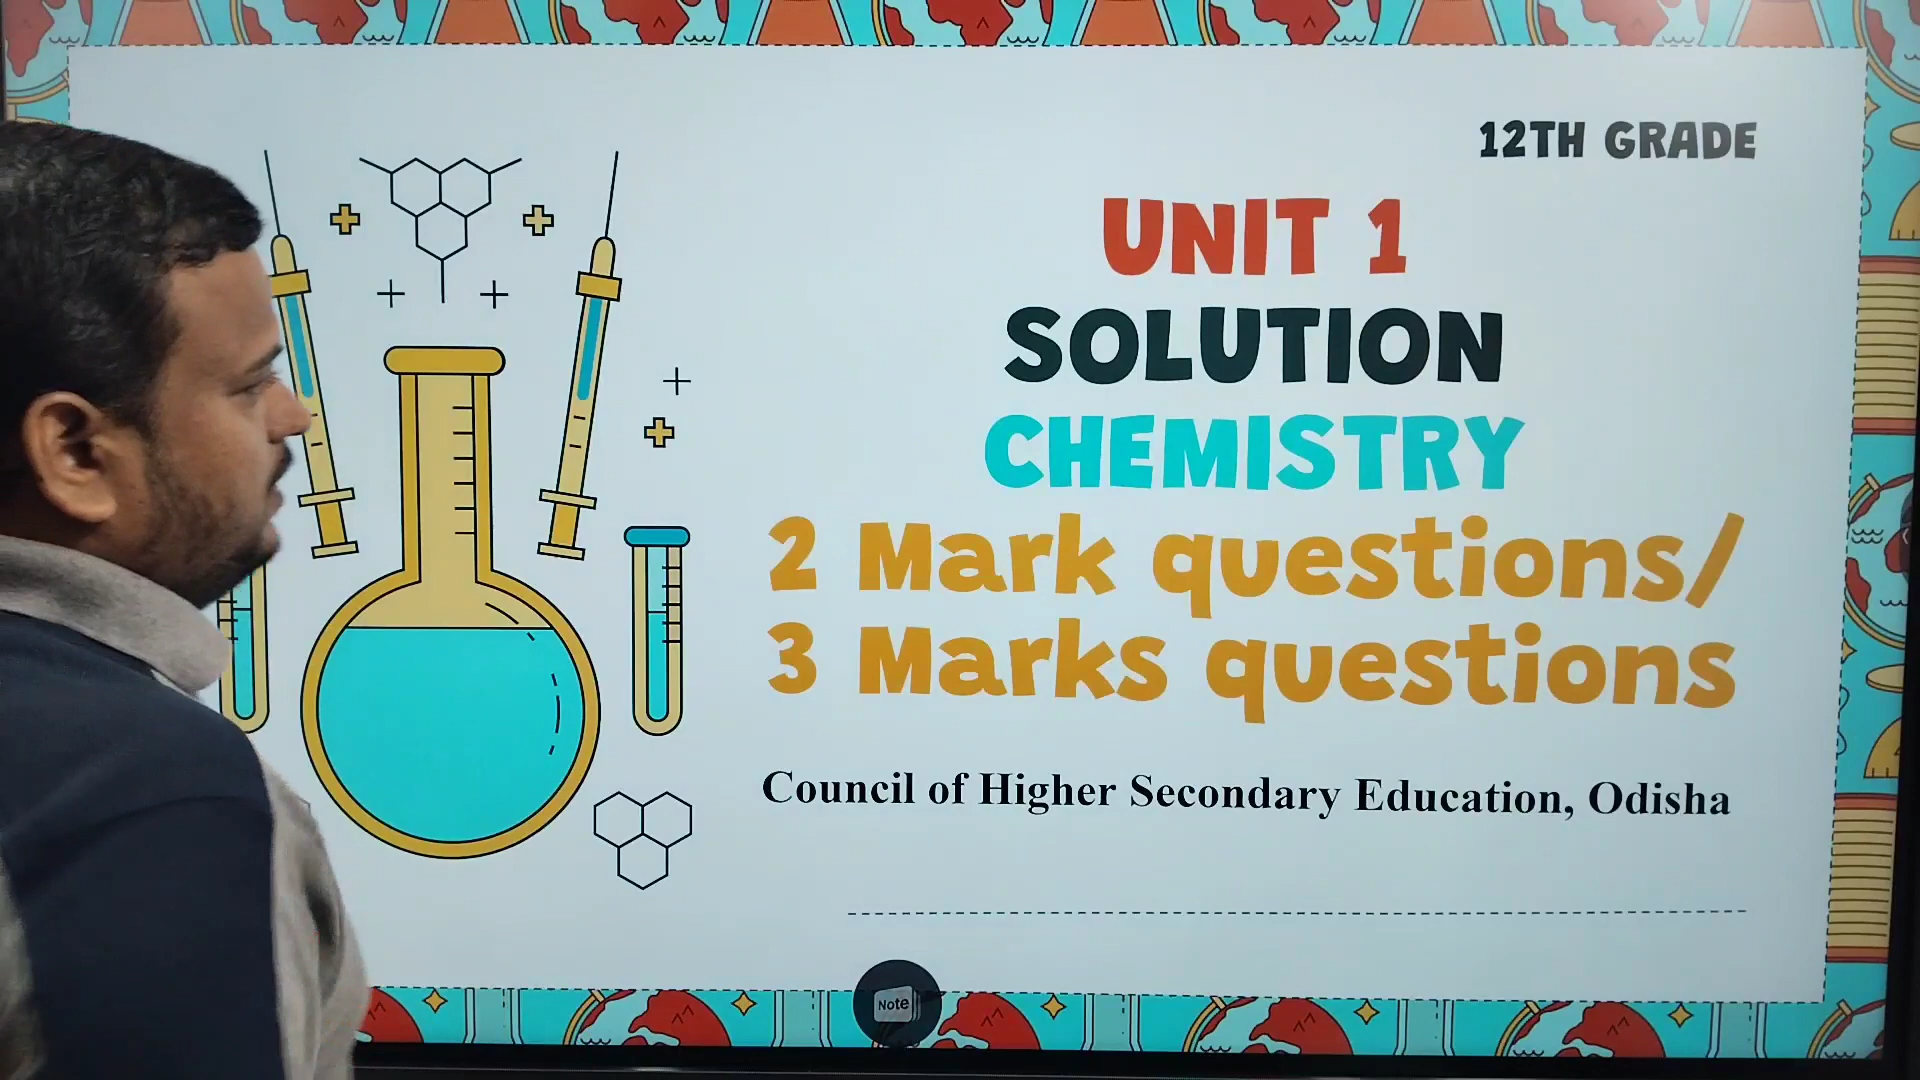 12TH GRADE
UNIT 1
SOLUTION
CHEMISTRY
2 Mark questions/
3 Marks questions
Council of Higher Secondary Education, Odisha
Note